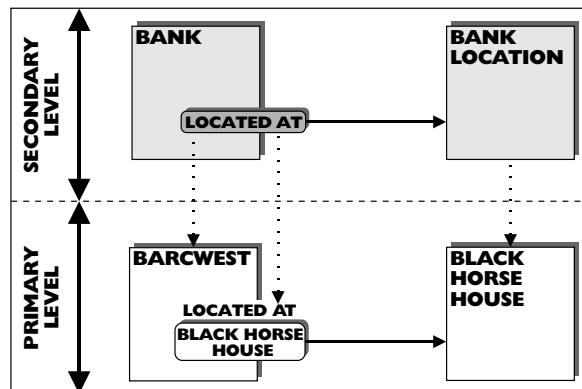 SECONDARY
LEVEL
BANK
BANK
LOCATION
LOCATED AT
PRIMARY
LEVEL
BARCWEST
LOCATED AT
BLACK HORSE
HOUSE
BLACK
HORSE
HOUSE